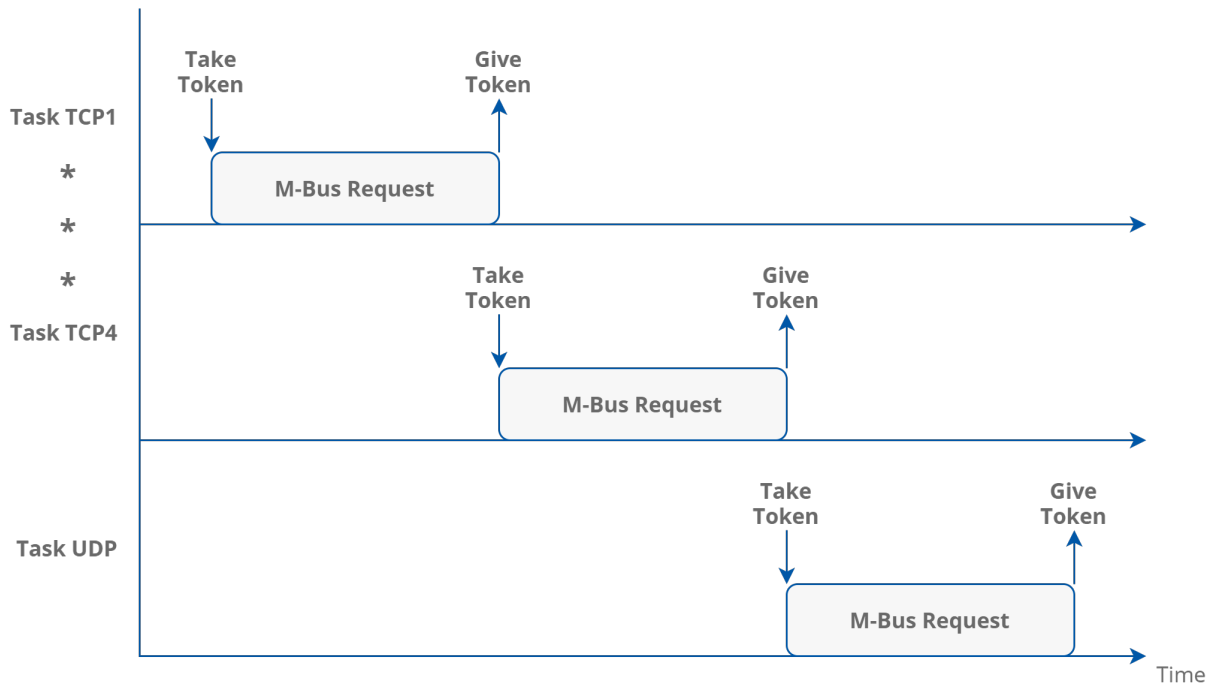 Take
Token
Give
Token
Task TCP1
*
M-Bus Request
*
*
Take
Token
Give
Token
Task TCP4
M-Bus Request
Take
Token
Give
Token
Task UDP
M-Bus Request
Time